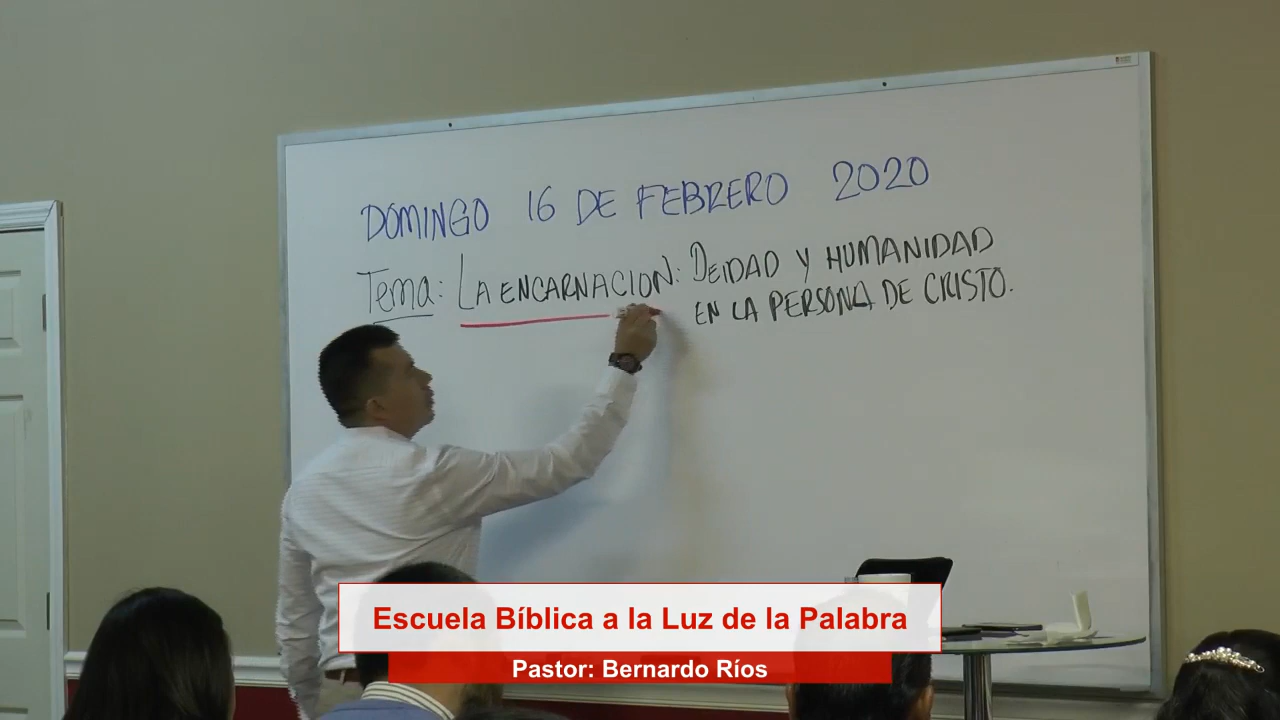 DOMINGO 16 DE FEBRERO 2020
Tema: LA ENCARNACION: DEIDAD Y HUMANIDAD
EN LA PERSONA DE CRISTO.
Escuela Bíblica a la Luz de la Palabra
Pastor: Bernardo Ríos